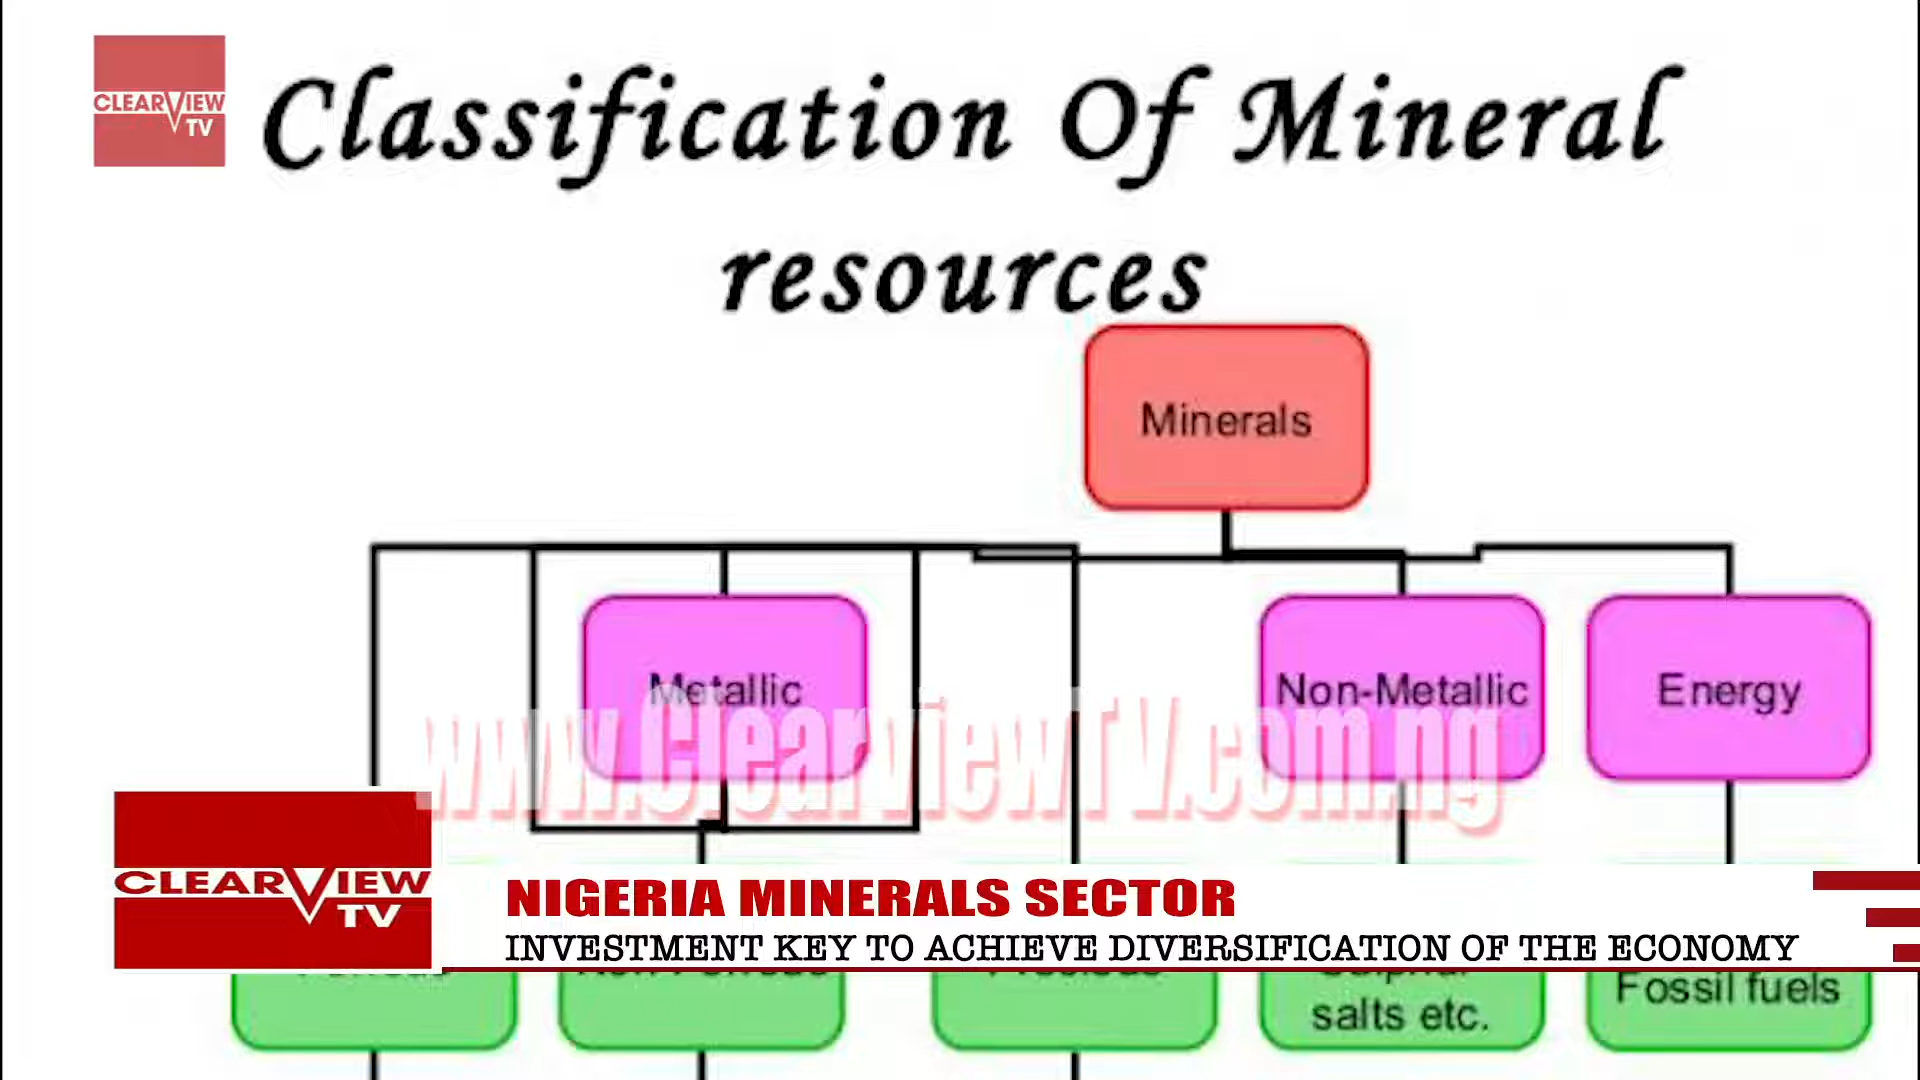 CLEARVIEW
TV
Classification Of Mineral
resources
Minerals
Metallic
Non-Metallic
Energy
www.ClearviewTV.com.ng
CLEARVIEW
TV
NIGERIA MINERALS SECTOR
INVESTMENT KEY TO ACHIEVE DIVERSIFICATION OF THE ECONOMY
salts etc.
Fossil fuels